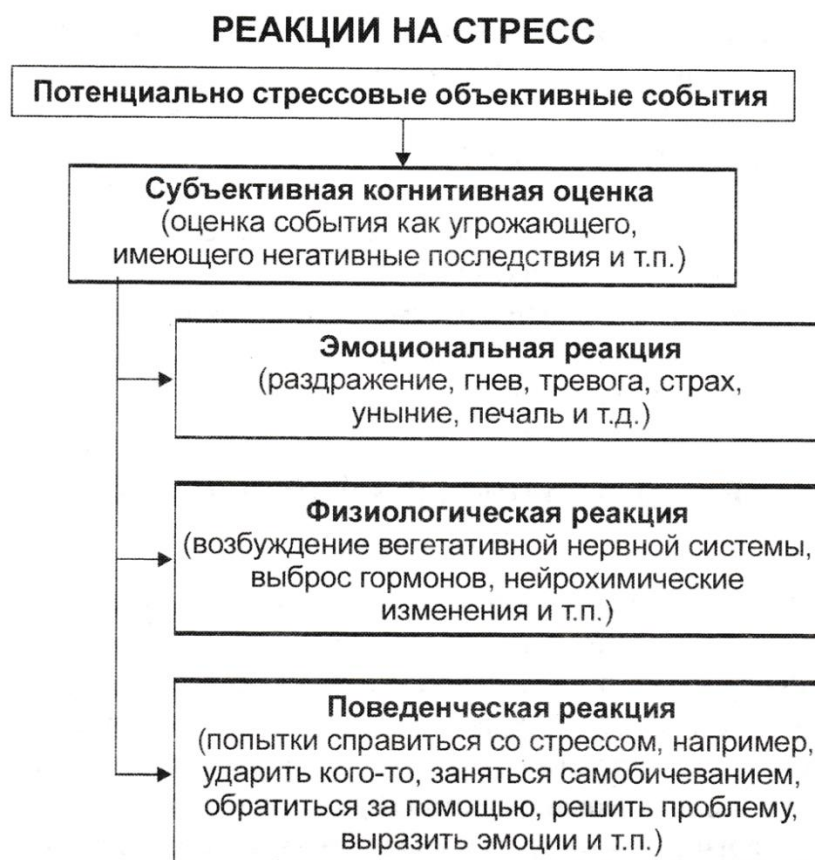 РЕАКЦИИ НА СТРЕСС
Потенциально стрессовые объективные события
Субъективная когнитивная оценка
(оценка события как угрожающего,
имеющего негативные последствия и т.п.)
Эмоциональная реакция
(раздражение, гнев, тревога, страх,
уныние, печаль и т.д.)
Физиологическая реакция
(возбуждение вегетативной нервной системы,
выброс гормонов, нейрохимические
изменения и т.п.)
Поведенческая реакция
(попытки справиться со стрессом, например,
ударить кого-то, заняться самобичеванием,
обратиться за помощью, решить проблему,
выразить эмоции и т.п.)